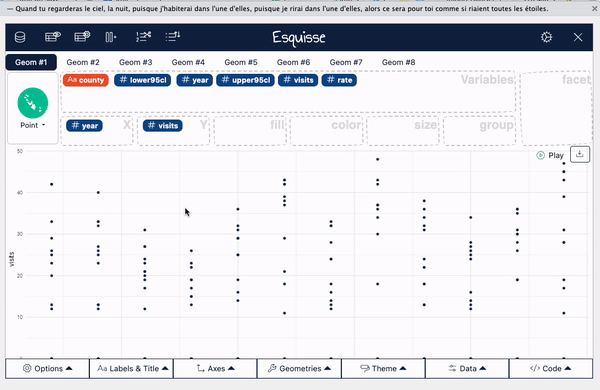 — Quand tu regarderas le ciel, la nuit, puisque j'habiterai dans l'une d'elles, puisque je rirai dans l'une d'elles, alors ce sera pour toi comme si riaient toutes les étoiles.
Esquisse
Geom #1 Geom #2 Geom #3 Geom #4 Geom #5 Geom #6 Geom #7 Geom #8
Aa county # lower95cl # year # upper95cl # visits # rate Variables facet
Point
# year X # visits Y fill color size group
Play
50
40
30
20
10
0
visits
Options Aa Labels & Title Axes Geometries Theme Data </> Code